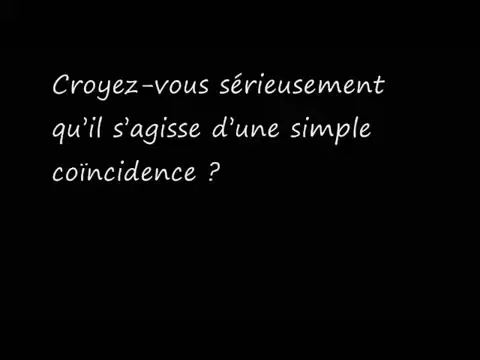 Croyez-vous sérieusement
qu’il s’agisse d’une simple
coïncidence ?